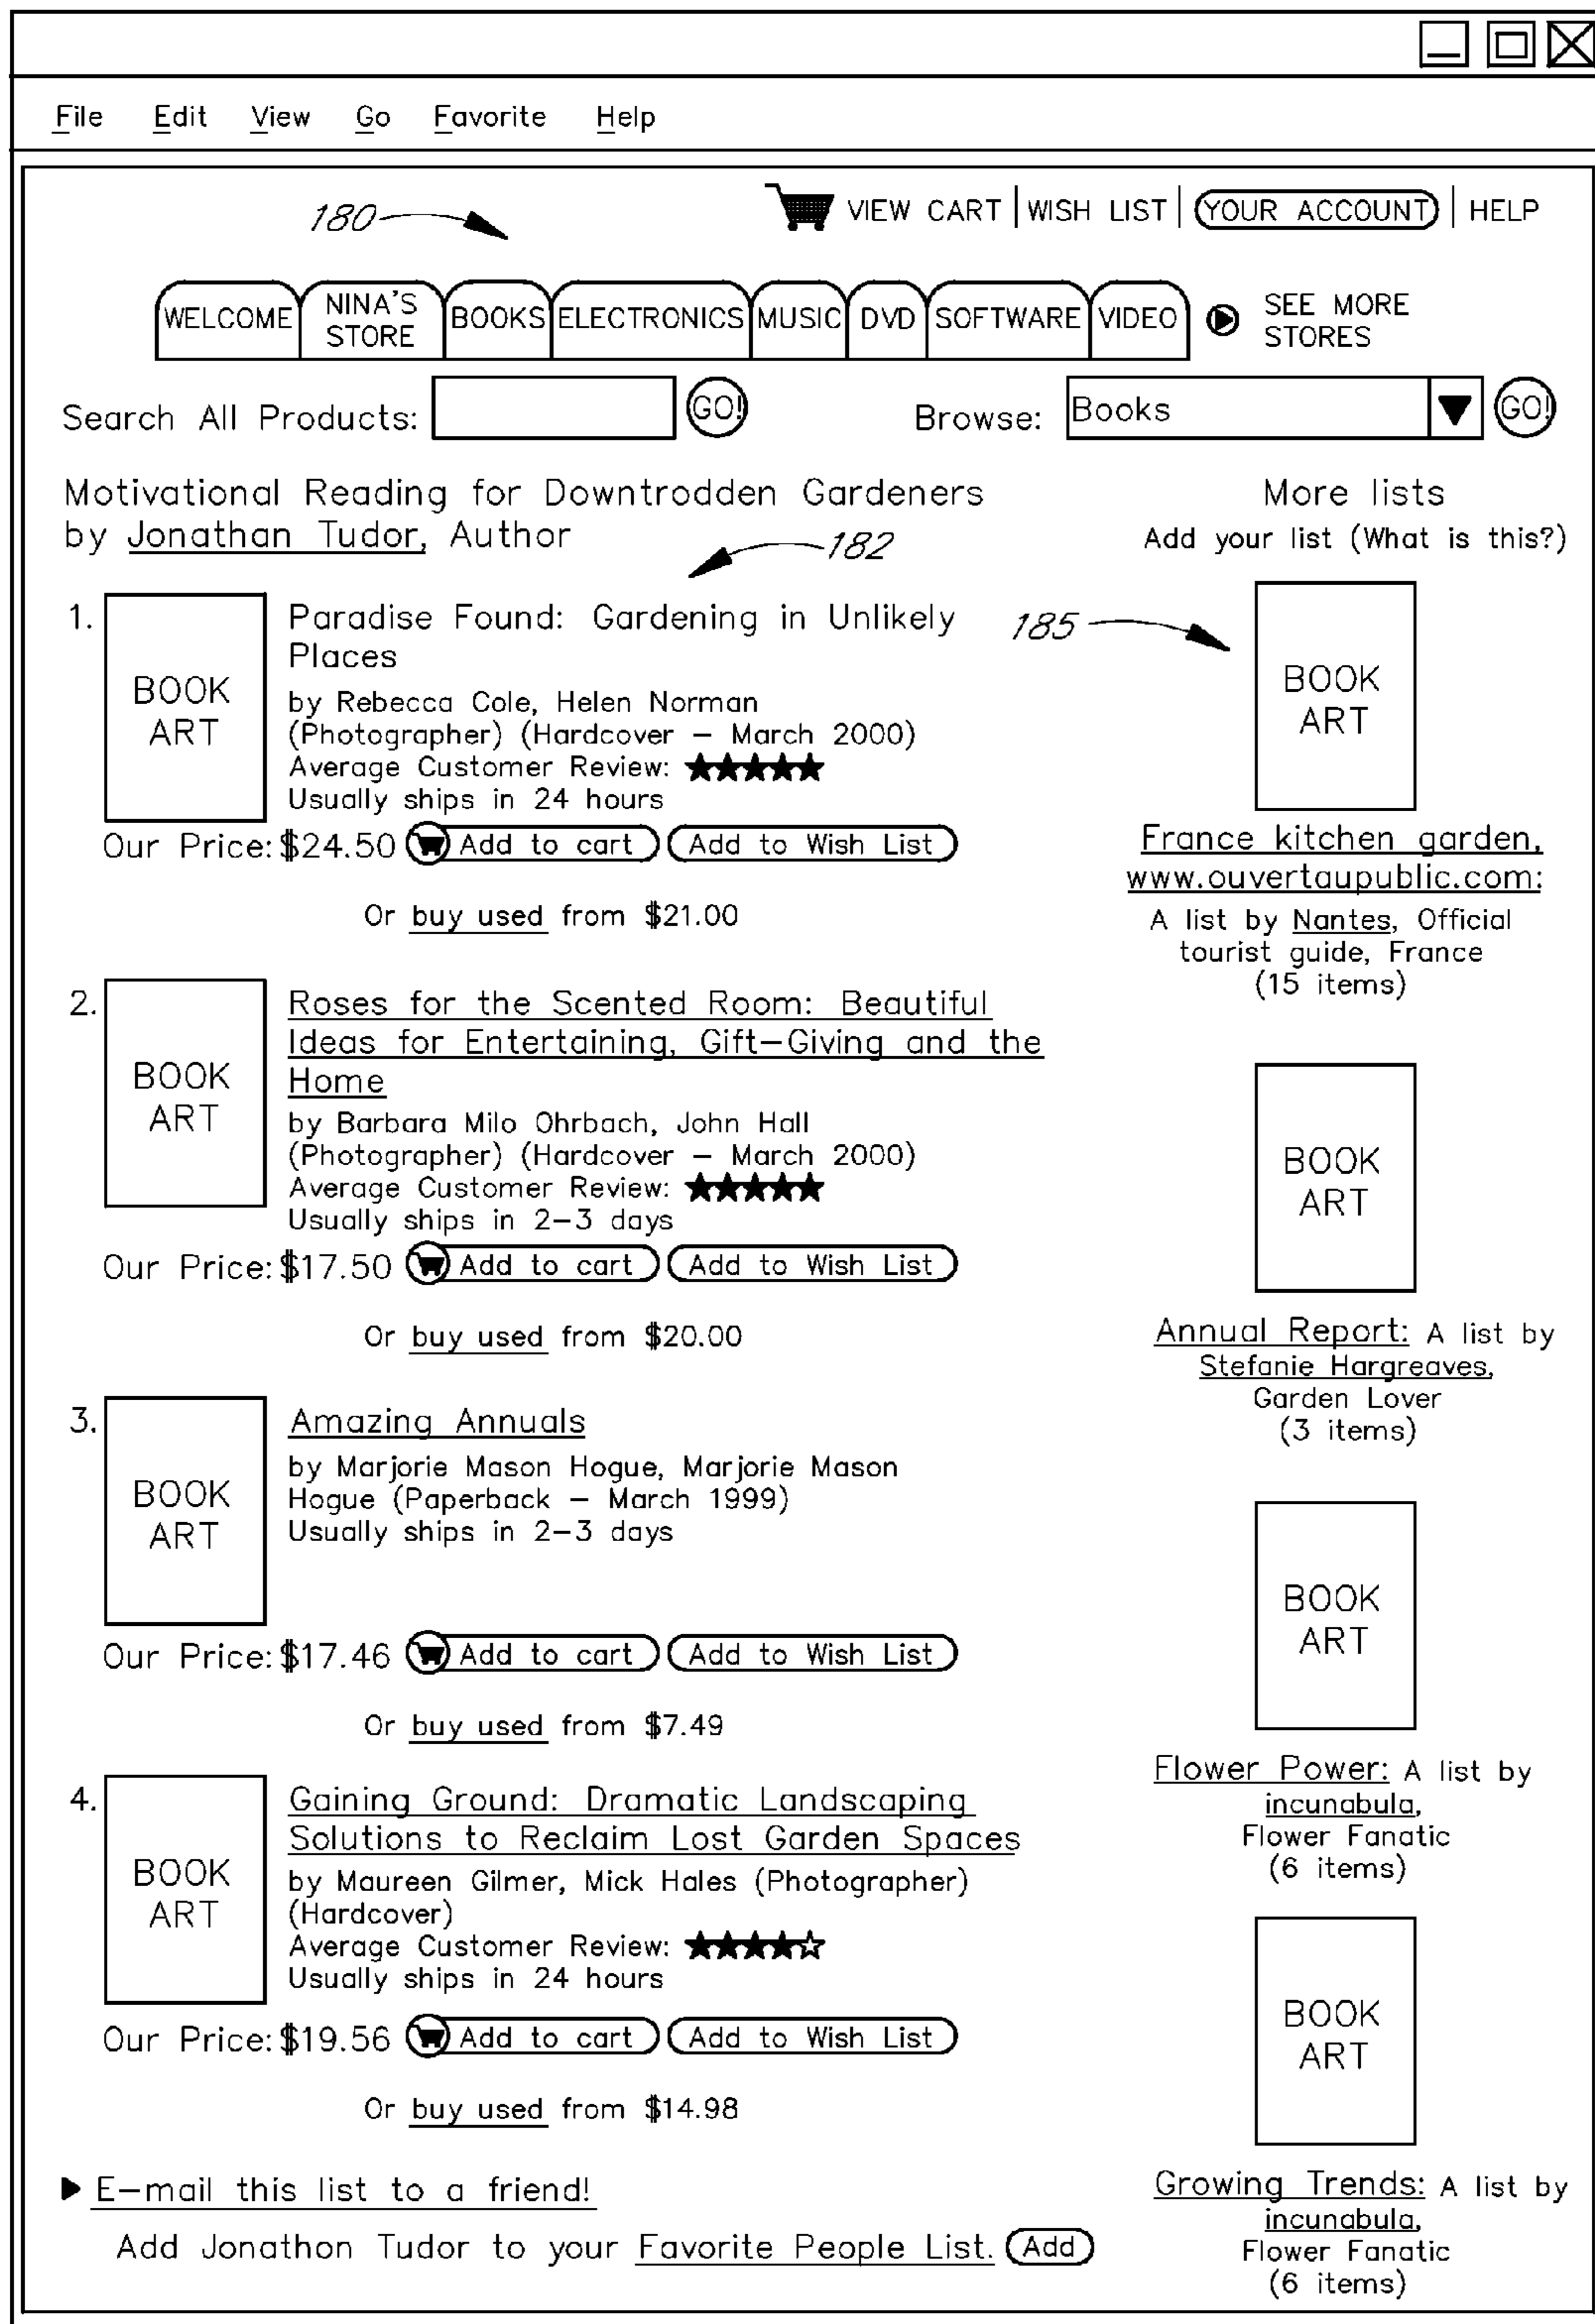 File Edit View Go Favorite Help
180
VIEW CART | WISH LIST | YOUR ACCOUNT | HELP
WELCOME NINA'S STORE BOOKS ELECTRONICS MUSIC DVD SOFTWARE VIDEO SEE MORE STORES
Search All Products: GO! Browse: Books GO!
Motivational Reading for Downtrodden Gardeners
by Jonathan Tudor, Author
182
1.
BOOK
ART
Paradise Found: Gardening in Unlikely
Places
by Rebecca Cole, Helen Norman
(Photographer) (Hardcover – March 2000)
Average Customer Review: ★★★★★
Usually ships in 24 hours
Our Price: $24.50 Add to cart Add to Wish List
Or buy used from $21.00
2.
BOOK
ART
Roses for the Scented Room: Beautiful
Ideas for Entertaining, Gift–Giving and the
Home
by Barbara Milo Ohrbach, John Hall
(Photographer) (Hardcover – March 2000)
Average Customer Review: ★★★★★
Usually ships in 2–3 days
Our Price: $17.50 Add to cart Add to Wish List
Or buy used from $20.00
3.
BOOK
ART
Amazing Annuals
by Marjorie Mason Hogue, Marjorie Mason
Hogue (Paperback – March 1999)
Usually ships in 2–3 days
Our Price: $17.46 Add to cart Add to Wish List
Or buy used from $7.49
4.
BOOK
ART
Gaining Ground: Dramatic Landscaping
Solutions to Reclaim Lost Garden Spaces
by Maureen Gilmer, Mick Hales (Photographer)
(Hardcover)
Average Customer Review: ★★★★☆
Usually ships in 24 hours
Our Price: $19.56 Add to cart Add to Wish List
Or buy used from $14.98
E–mail this list to a friend!
Add Jonathon Tudor to your Favorite People List. Add
More lists
Add your list (What is this?)
185
BOOK
ART
France kitchen garden,
www.ouvertaupublic.com:
A list by Nantes, Official
tourist guide, France
(15 items)
BOOK
ART
Annual Report: A list by
Stefanie Hargreaves,
Garden Lover
(3 items)
BOOK
ART
Flower Power: A list by
incunabula,
Flower Fanatic
(6 items)
BOOK
ART
Growing Trends: A list by
incunabula,
Flower Fanatic
(6 items)